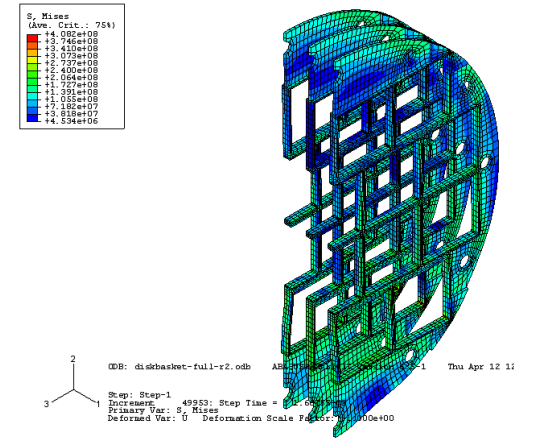 S, Mises
(Ave. Crit.: 75%)
+4.082e+08
+3.746e+08
+3.410e+08
+3.073e+08
+2.737e+08
+2.400e+08
+2.064e+08
+1.727e+08
+1.391e+08
+1.055e+08
+7.182e+07
+3.818e+07
+4.534e+06
2
3
1
ODB: diskbasket-full-r2.odb Thu Apr 12 12
Step: Step-1
Increment 49953: Step Time =
Primary Var: S, Mises
Deformed Var: U Deformation Scale Factor: